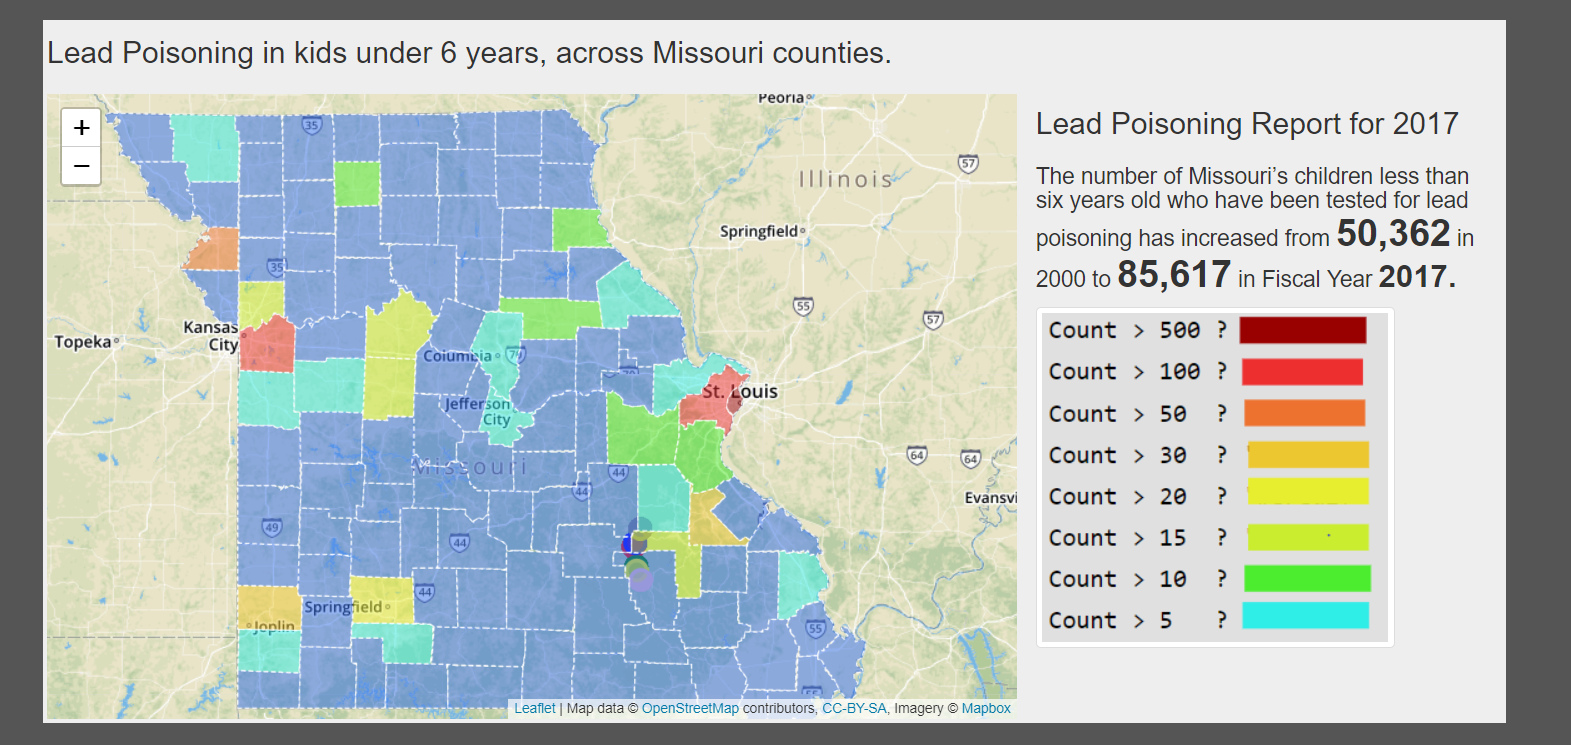 Lead Poisoning in kids under 6 years, across Missouri counties.
+
−
Peoria
35
57
Illinois
Springfield
35
55
57
Kansas
City
Topeka
Columbia
70
70
St. Louis
Jefferson
City
64
64
Missouri
44
44
Evansvi
49
44
44
Springfield
Joplin
55
55
Leaflet | Map data © OpenStreetMap contributors, CC-BY-SA, Imagery © Mapbox
Lead Poisoning Report for 2017
The number of Missouri’s children less than
six years old who have been tested for lead
poisoning has increased from 50,362 in
2000 to 85,617 in Fiscal Year 2017.
Count > 500 ?
Count > 100 ?
Count > 50 ?
Count > 30 ?
Count > 20 ?
Count > 15 ?
Count > 10 ?
Count > 5 ?